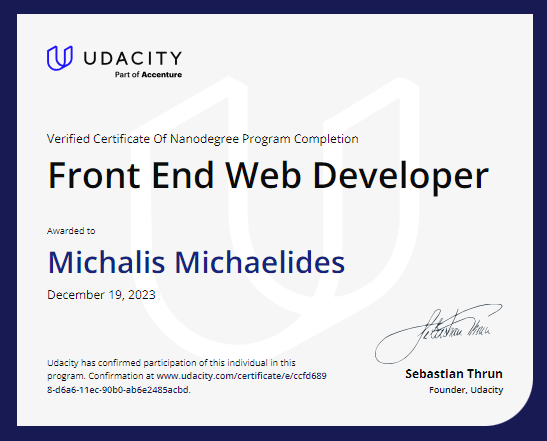 UDACITY
Part of Accenture
Verified Certificate Of Nanodegree Program Completion
Front End Web Developer
Awarded to
Michalis Michaelides
December 19, 2023
Sebastian Thrun
Udacity has confirmed participation of this individual in this
program. Confirmation at www.udacity.com/certificate/e/ccfd689
8-d6a6-11ec-90b0-ab6e2485acbd.
Sebastian Thrun
Founder, Udacity